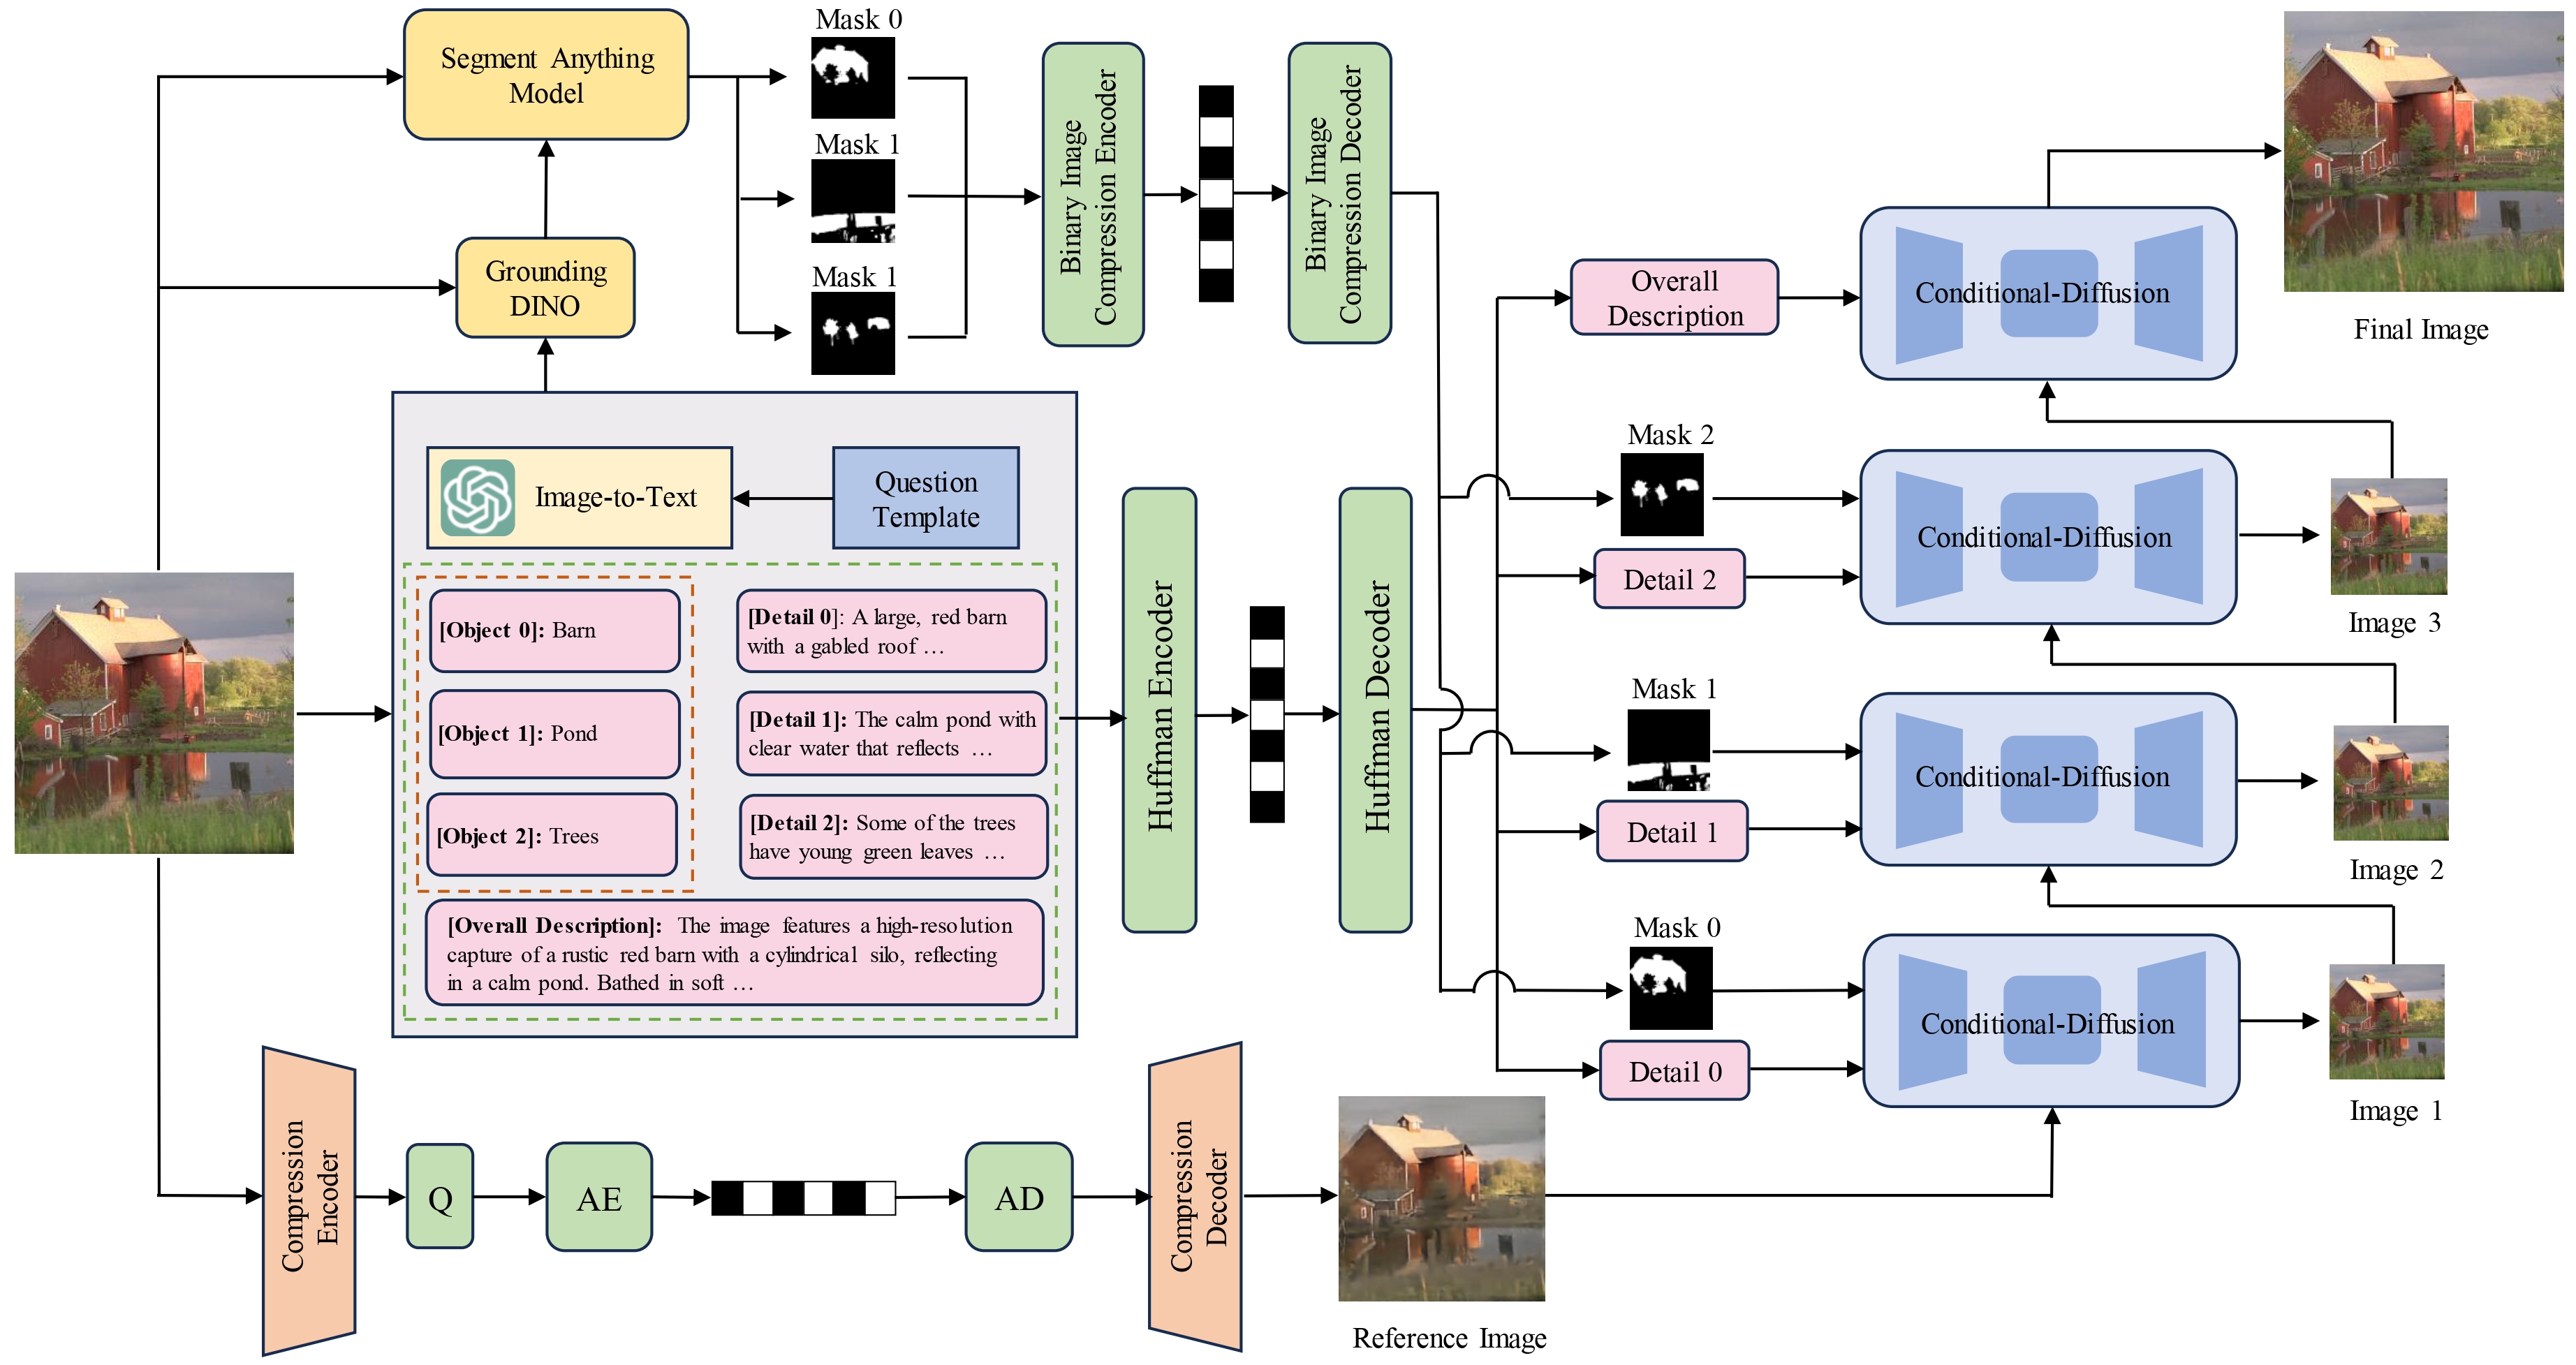 Segment Anything
Model
Mask 0
Mask 1
Mask 1
Grounding
DINO
Binary Image
Compression Encoder
Binary Image
Compression Decoder
Image-to-Text
Question
Template
[Object 0]: Barn
[Object 1]: Pond
[Object 2]: Trees
[Detail 0]: A large, red barn
with a gabled roof …
[Detail 1]: The calm pond with
clear water that reflects …
[Detail 2]: Some of the trees
have young green leaves …
[Overall Description]: The image features a high-resolution
capture of a rustic red barn with a cylindrical silo, reflecting
in a calm pond. Bathed in soft …
Huffman Encoder
Huffman Decoder
Compression
Encoder
Q
AE
AD
Compression
Decoder
Reference Image
Overall
Description
Conditional-Diffusion
Final Image
Mask 2
Detail 2
Conditional-Diffusion
Image 3
Mask 1
Detail 1
Conditional-Diffusion
Image 2
Mask 0
Detail 0
Conditional-Diffusion
Image 1